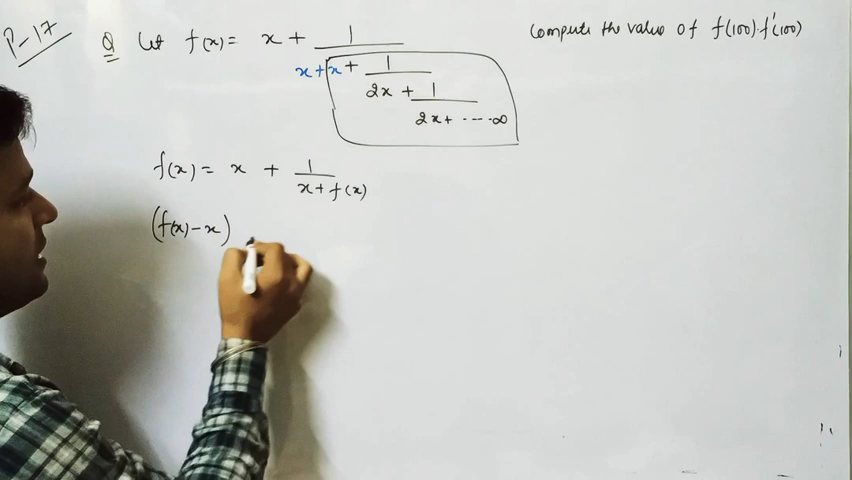 P-17
Q Let f(x) = x + 1
x + x + 1
2x + 1
2x + ---∞
Compute the value of f(100).f'(100)
f(x) = x + 1
x + f(x)
(f(x) - x)